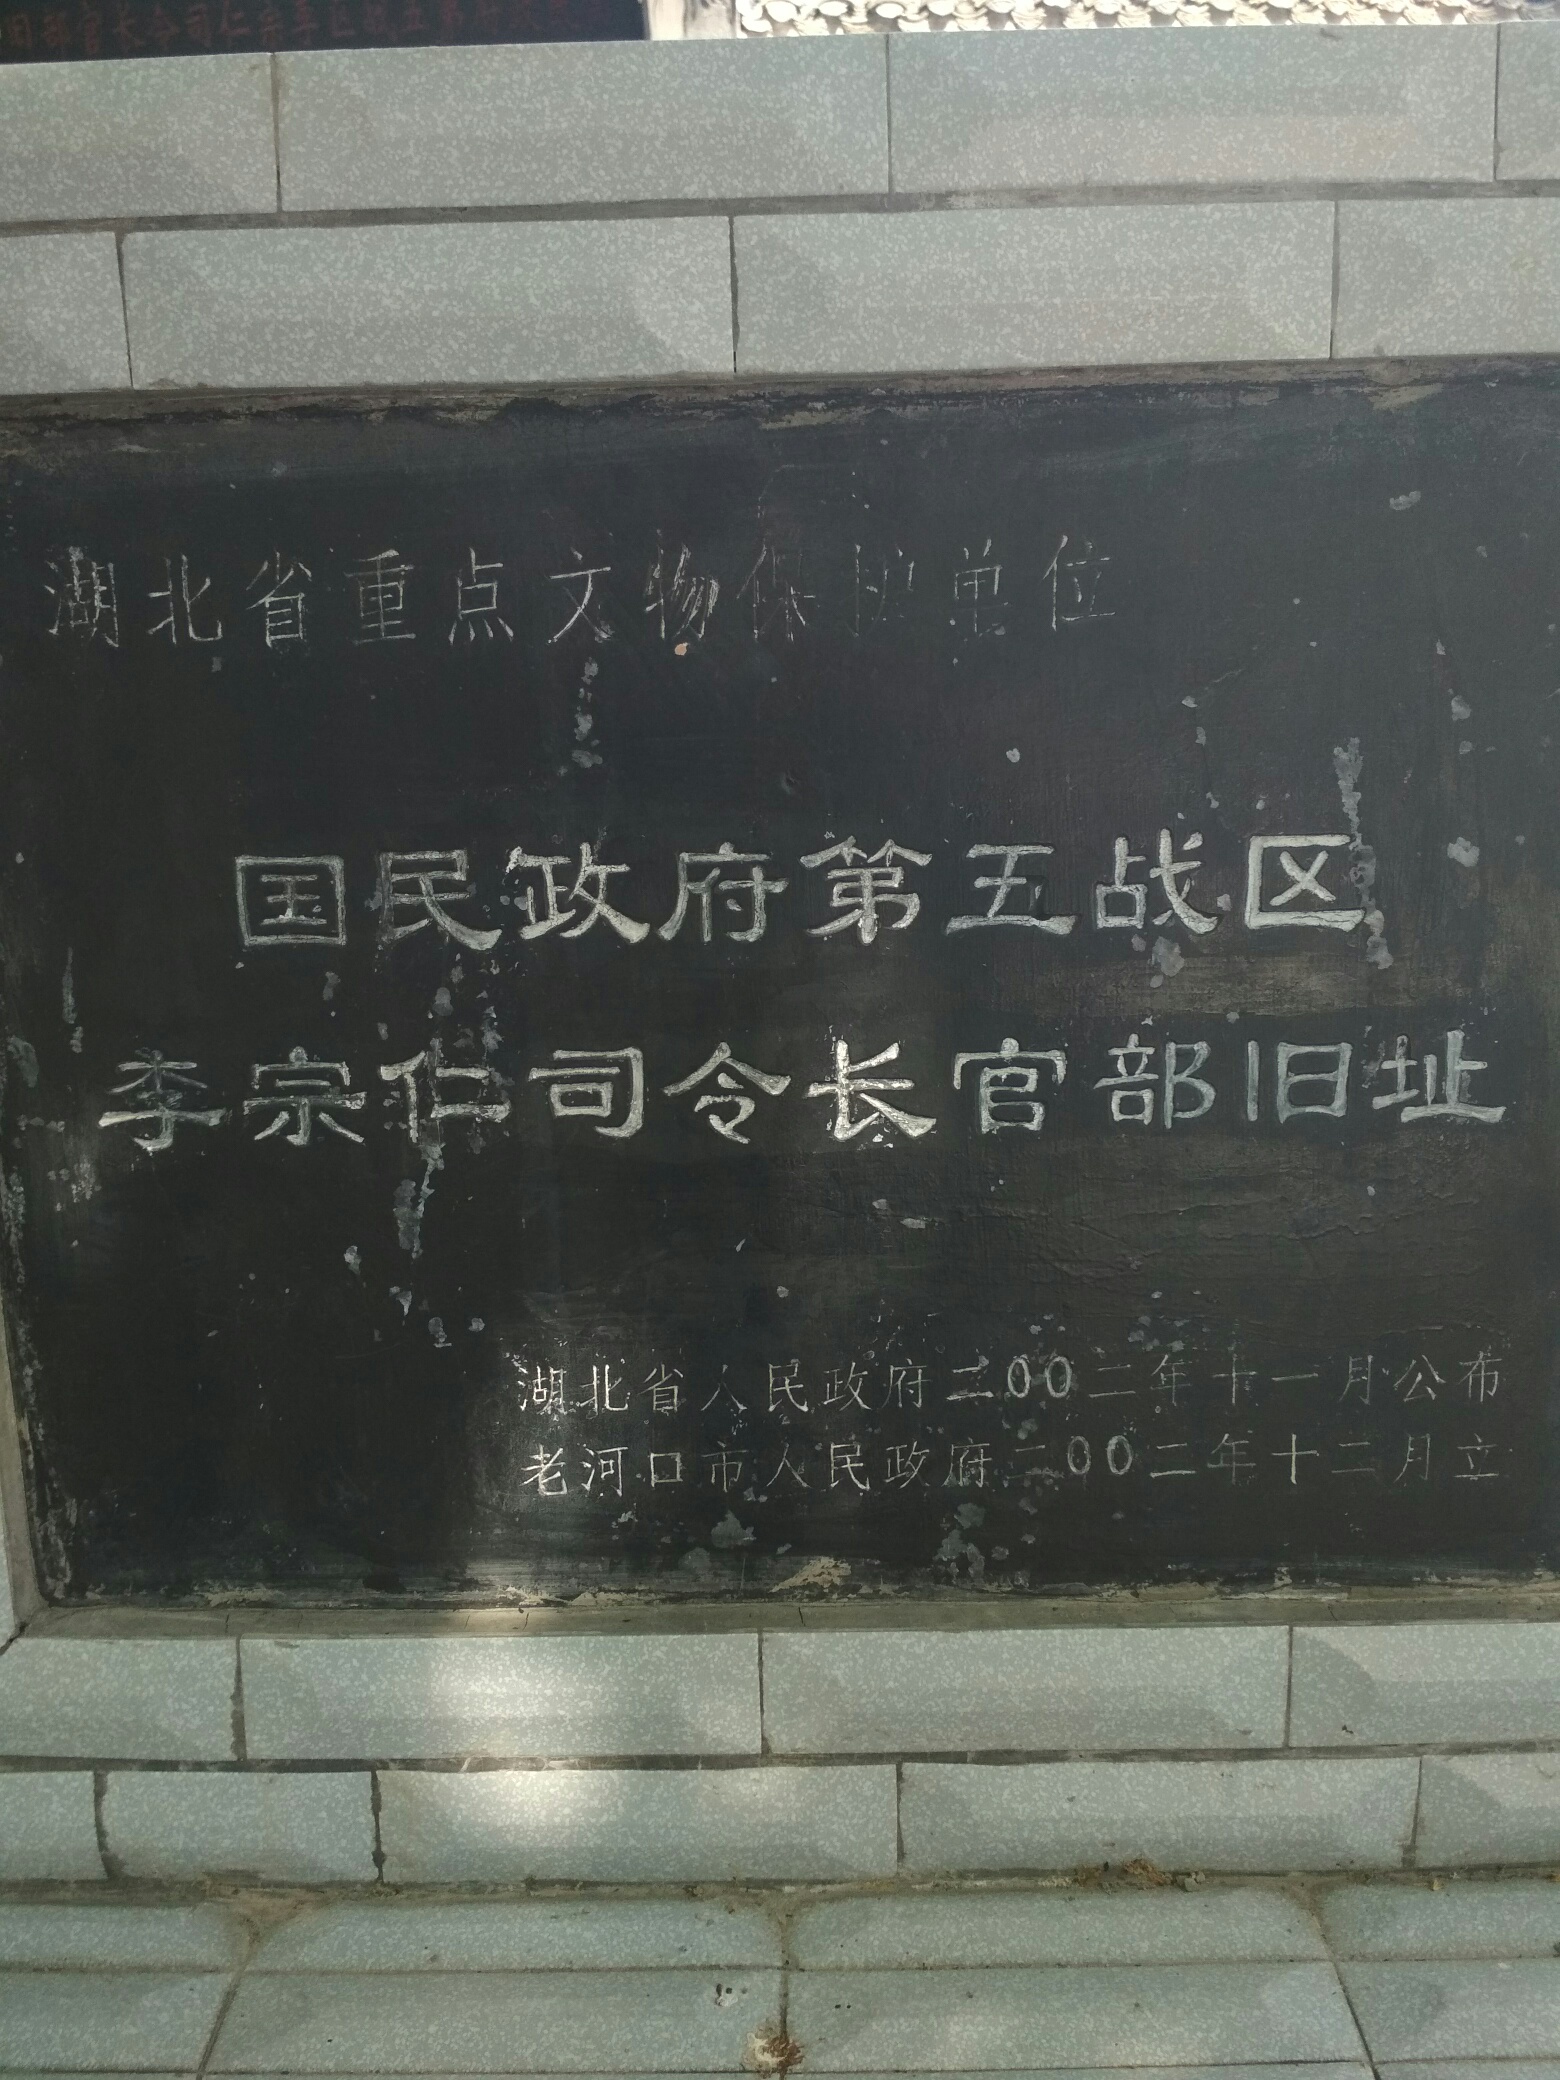 湖北省重点文物保护单位
国民政府第五战区
李宗仁司令长官部旧址
湖北省人民政府二00二年十一月公布
老河口市人民政府二00二年十二月立